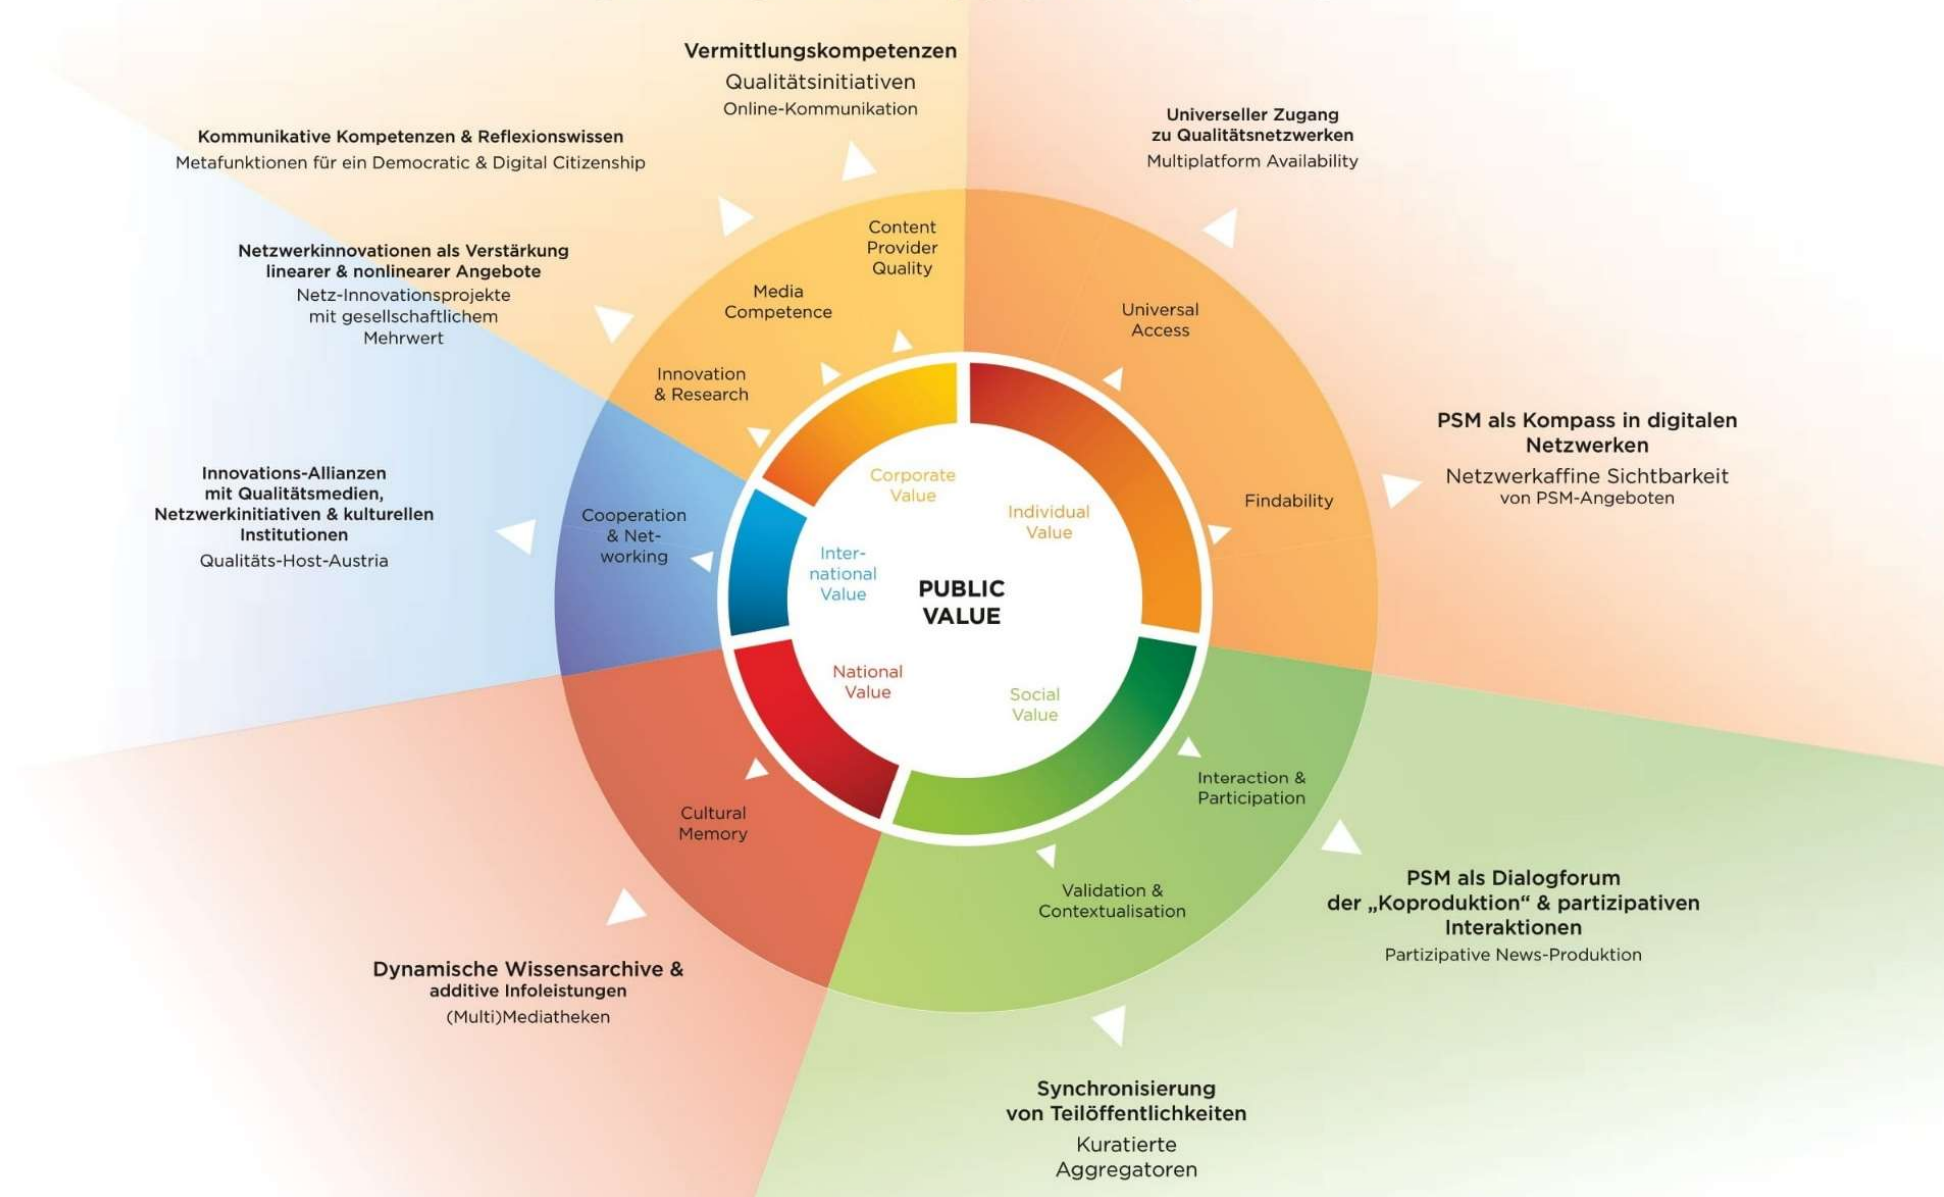 Vermittlungskompetenzen
Qualitätsinitiativen
Online-Kommunikation
Universeller Zugang
zu Qualitätsnetzwerken
Multiplatform Availability
Kommunikative Kompetenzen & Reflexionswissen
Metafunktionen für ein Democratic & Digital Citizenship
Netzwerkinnovationen als Verstärkung
linearer & nonlinearer Angebote
Netz-Innovationsprojekte
mit gesellschaftlichem
Mehrwert
Content
Provider
Quality
Media
Competence
Innovation
& Research
Universal
Access
Findability
PSM als Kompass in digitalen
Netzwerken
Netzwerkaffine Sichtbarkeit
von PSM-Angeboten
Innovations-Allianzen
mit Qualitätsmedien,
Netzwerkinitiativen & kulturellen
Institutionen
Qualitäts-Host-Austria
Cooperation
& Net-
working
Corporate
Value
Individual
Value
Inter-
national
Value
PUBLIC
VALUE
National
Value
Social
Value
Cultural
Memory
Interaction &
Participation
Validation &
Contextualisation
PSM als Dialogforum
der „Koproduktion“ & partizipativen
Interaktionen
Partizipative News-Produktion
Dynamische Wissensarchive &
additive Infoleistungen
(Multi)Mediatheken
Synchronisierung
von Teilöffentlichkeiten
Kuratierte
Aggregatoren